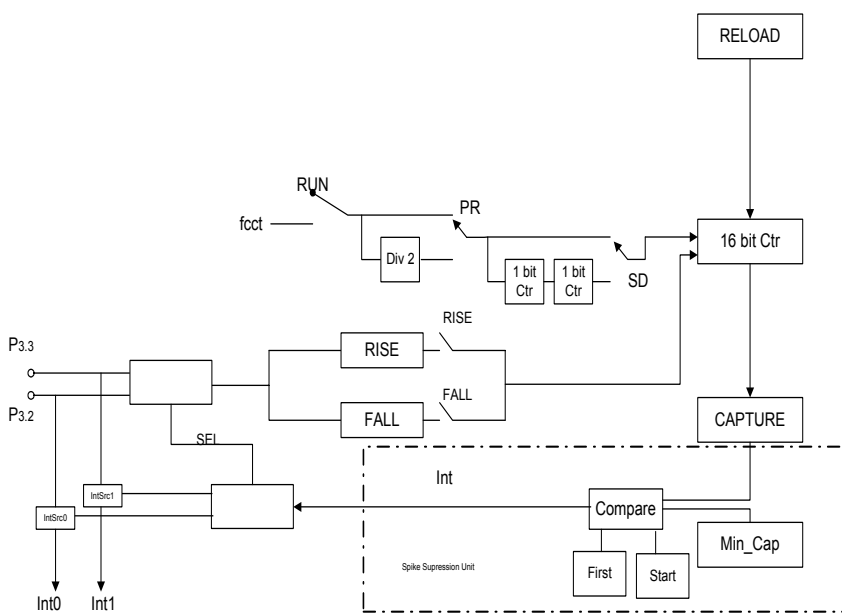 RELOAD
RUN
fcct
PR
Div 2
1 bit
Ctr
1 bit
Ctr
SD
16 bit Ctr
P3.3
P3.2
RISE
RISE
FALL
FALL
SEL
CAPTURE
Int
IntSrc1
IntSrc0
Compare
Min_Cap
First
Start
Spike Supression Unit
Int0
Int1